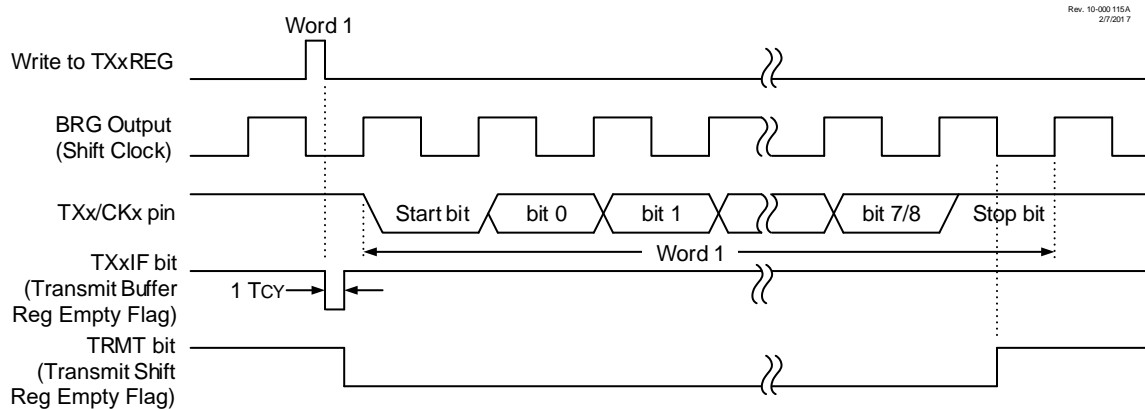 Rev. 10-000 115A
2/7/2017
Word 1
Write to TXxREG
BRG Output
(Shift Clock)
TXx/CKx pin
Start bit
bit 0
bit 1
bit 7/8
Stop bit
Word 1
TXxIF bit
(Transmit Buffer
Reg Empty Flag)
1 TCY
TRMT bit
(Transmit Shift
Reg Empty Flag)